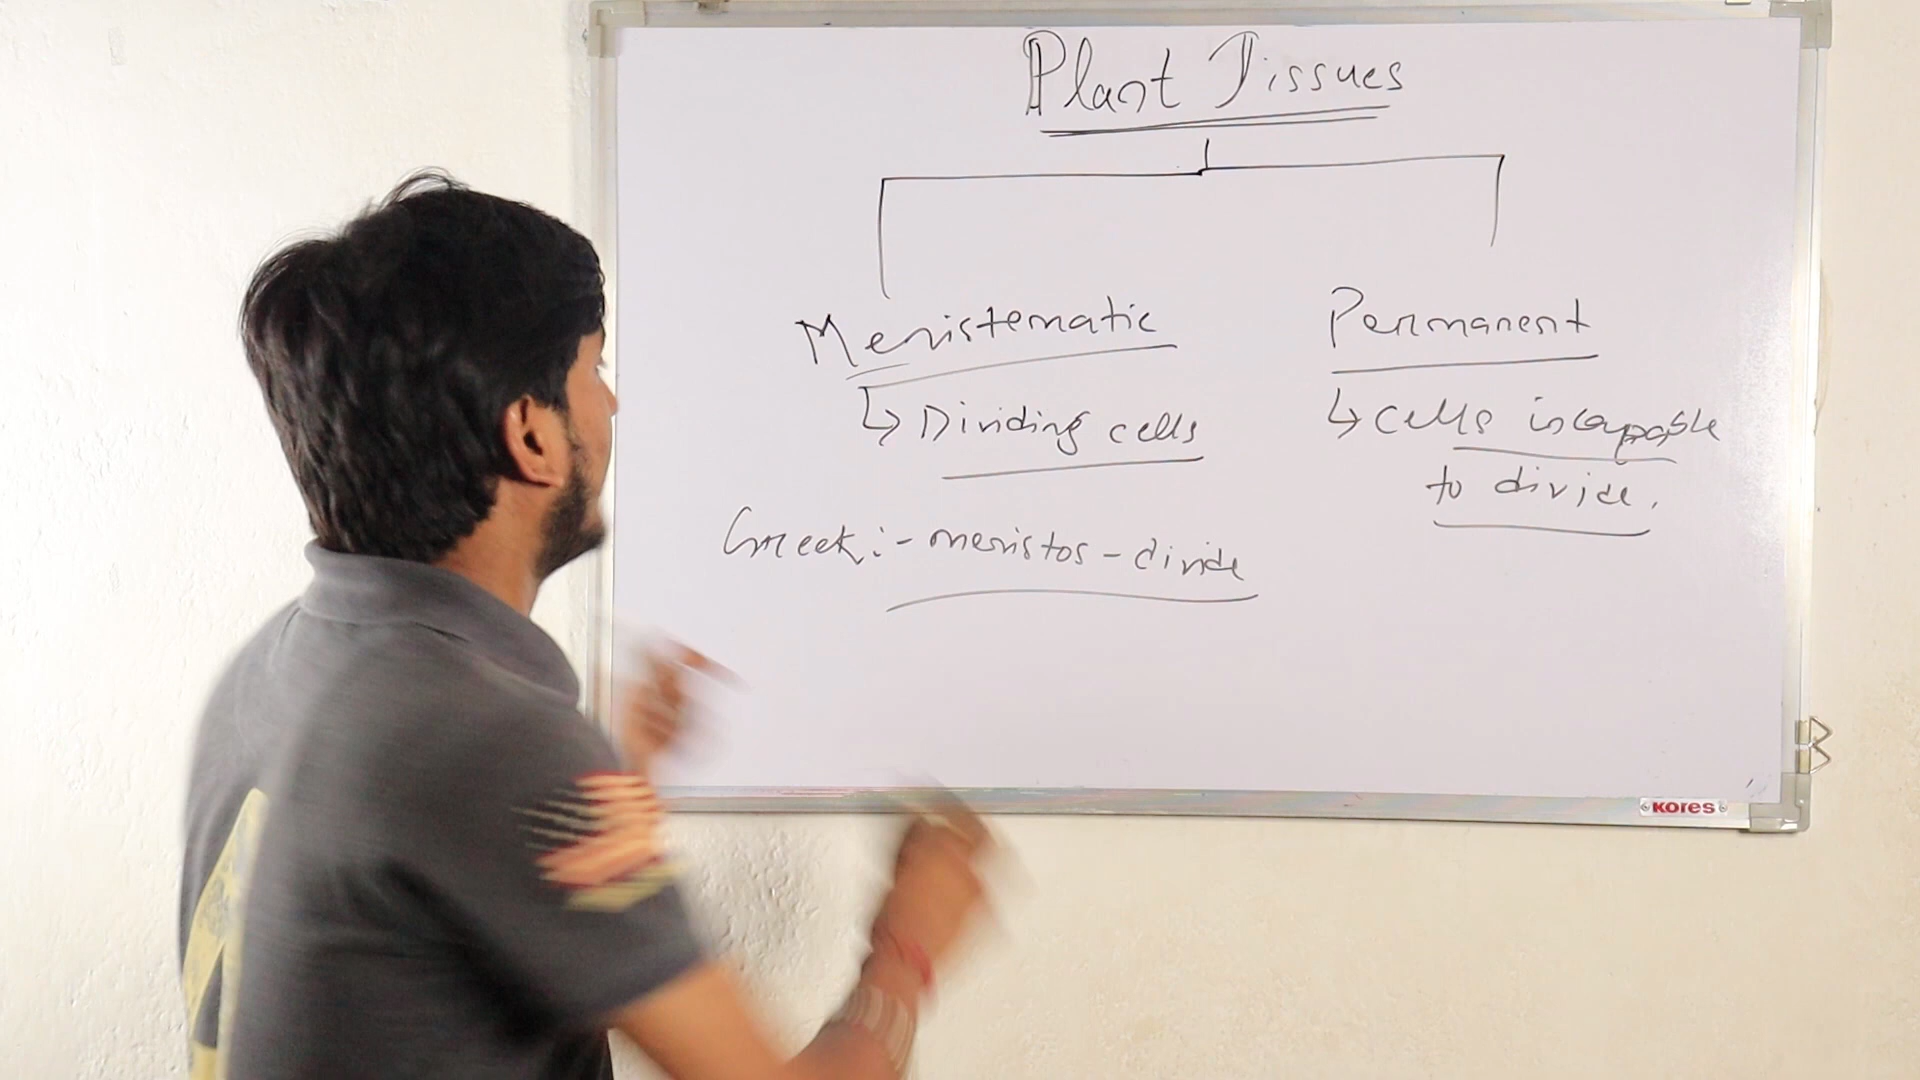 Plant Tissues
Meristematic
↳ Dividing cells
Greek :- meristos - divide
Permanent
↳ cells incapable
to divide.
Kores